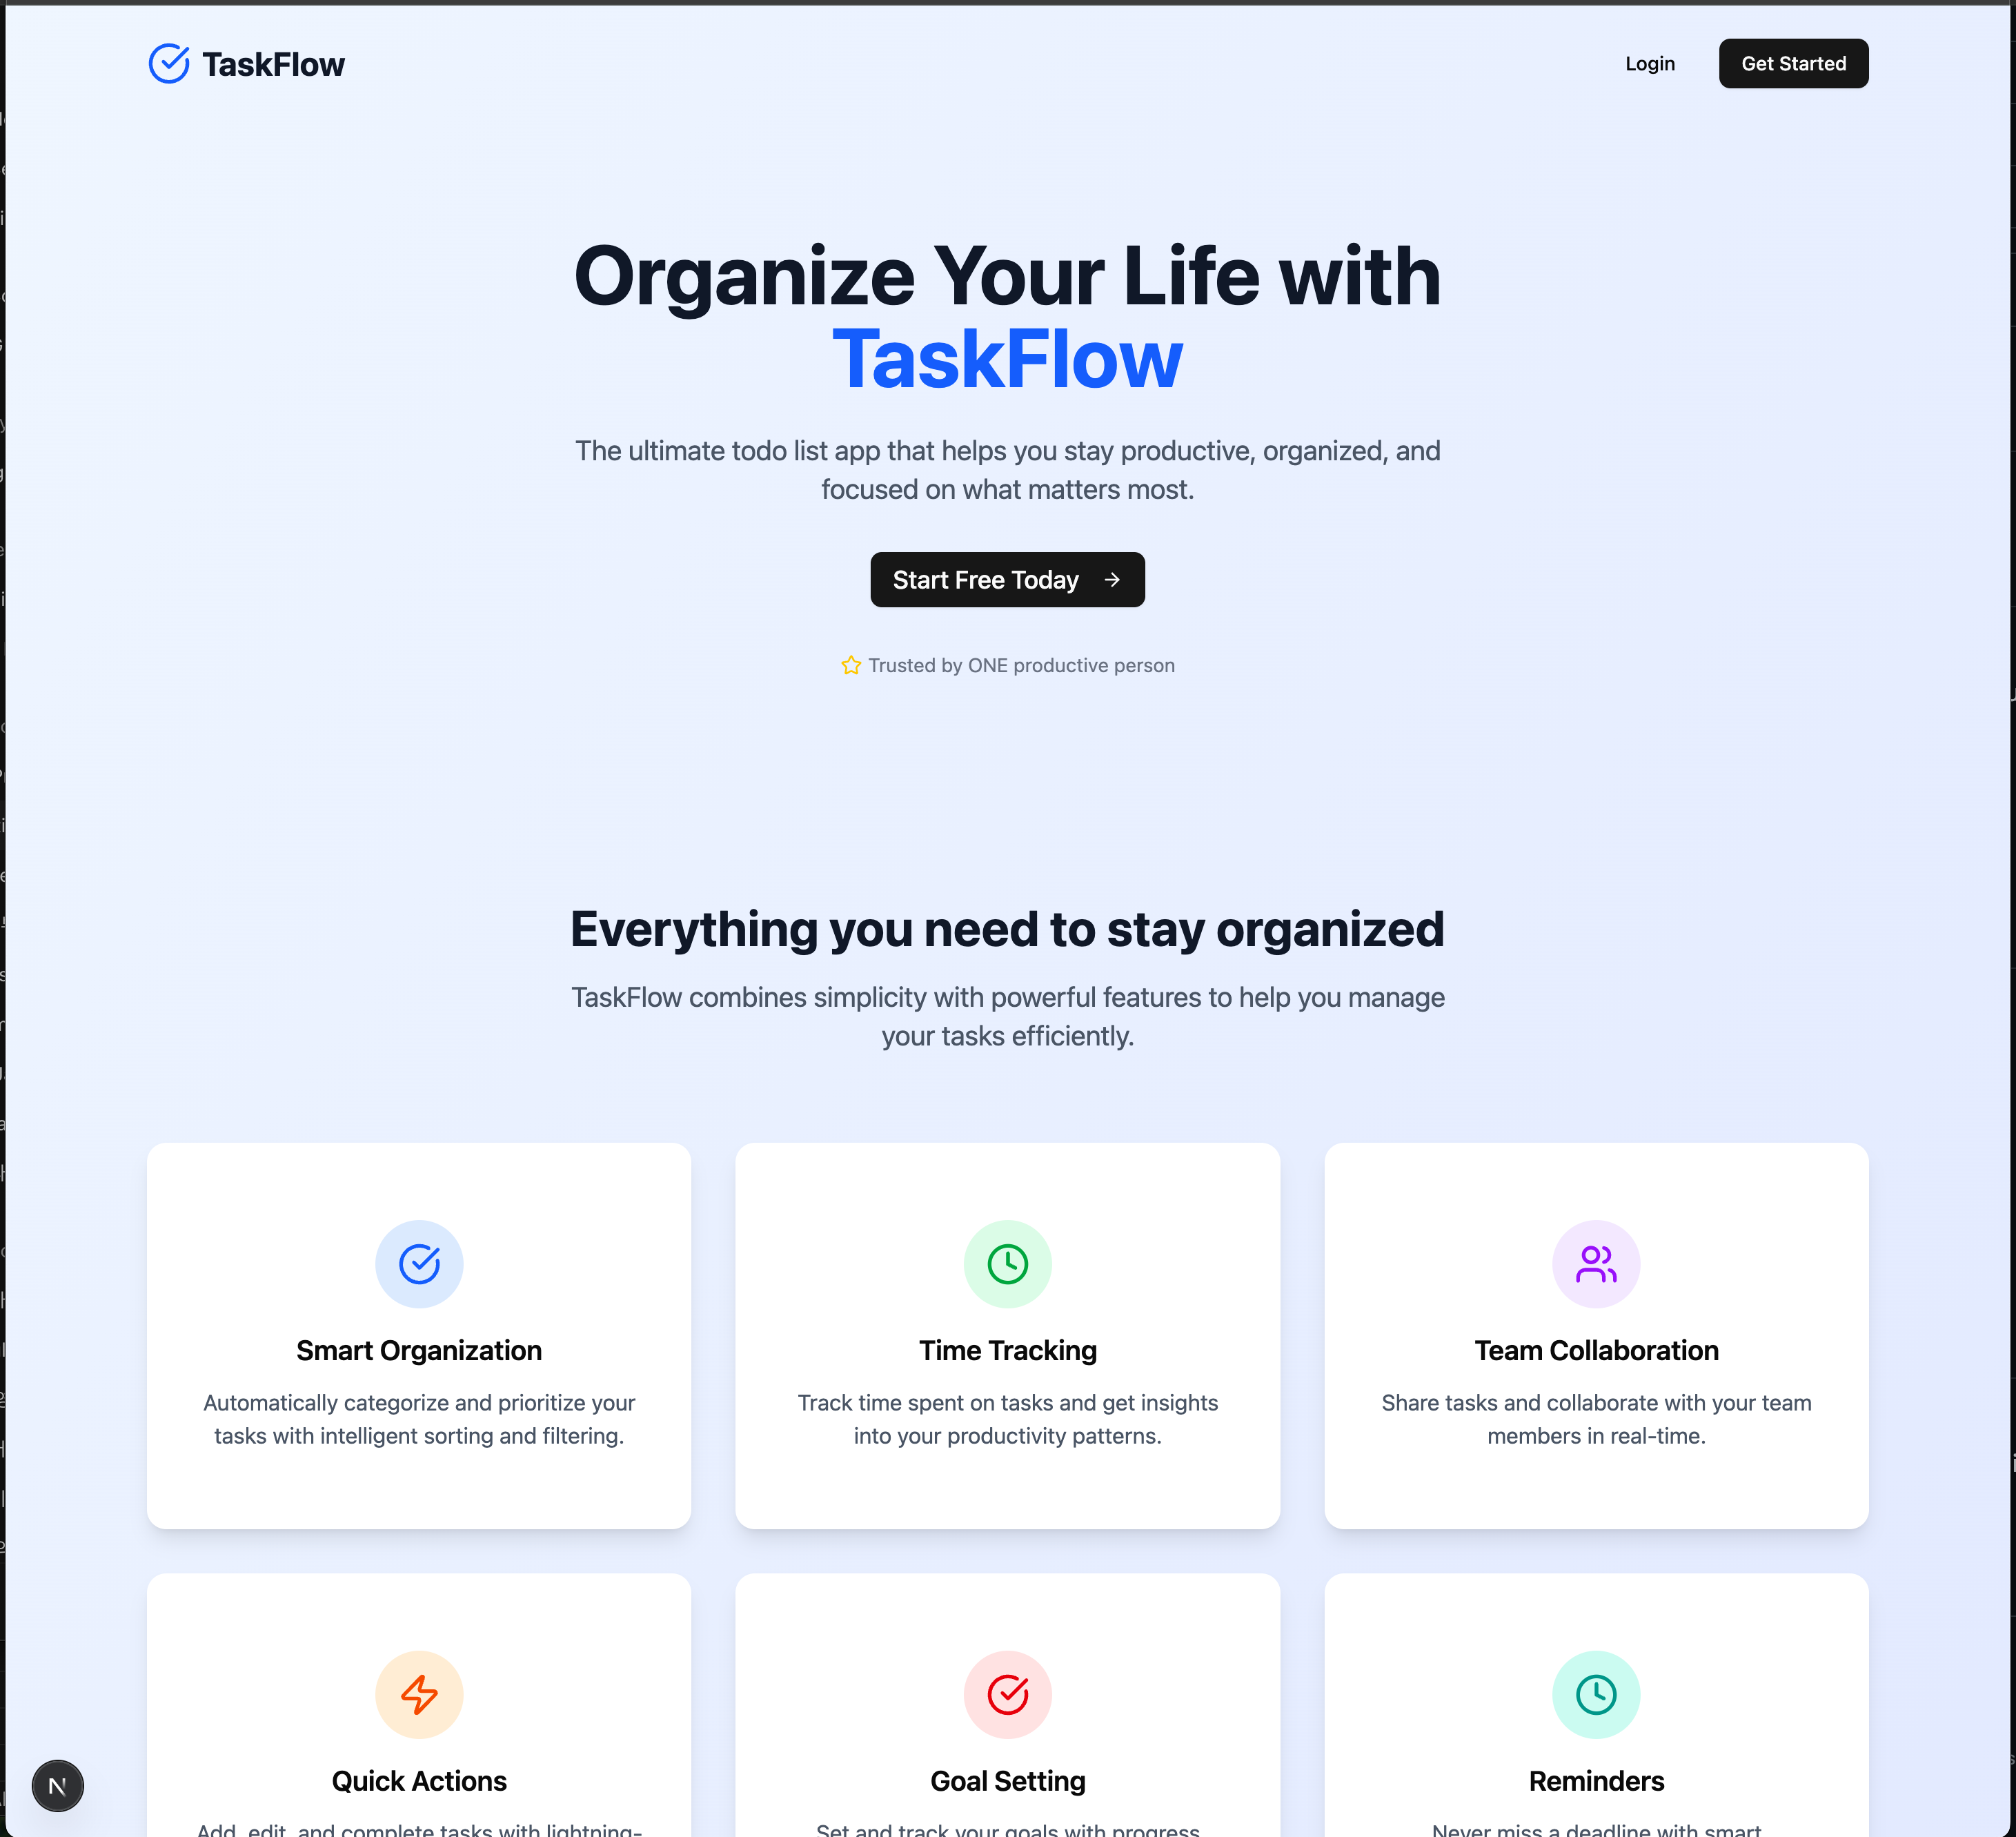 TaskFlow
Login
Get Started
Organize Your Life with
TaskFlow
The ultimate todo list app that helps you stay productive, organized, and
focused on what matters most.
Start Free Today
Trusted by ONE productive person
Everything you need to stay organized
TaskFlow combines simplicity with powerful features to help you manage
your tasks efficiently.
Smart Organization
Automatically categorize and prioritize your
tasks with intelligent sorting and filtering.
Time Tracking
Track time spent on tasks and get insights
into your productivity patterns.
Team Collaboration
Share tasks and collaborate with your team
members in real-time.
Quick Actions
Add, edit, and complete tasks with lightning-
Goal Setting
Set and track your goals with progress
Reminders
Never miss a deadline with smart
N